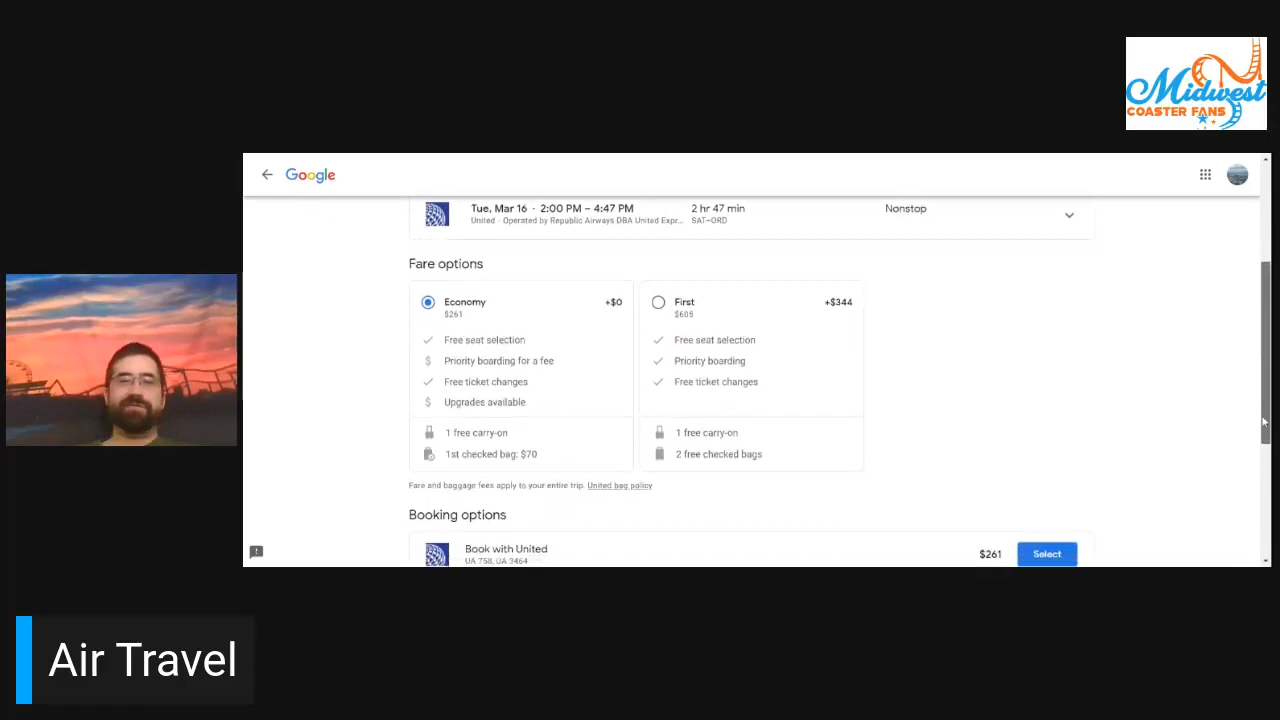 Midwest
COASTER FANS
Google
Tue, Mar 16 · 2:00 PM – 4:47 PM
2 hr 47 min
Nonstop
United · Operated by Republic Airways DBA United Expr...
SAT–ORD
Fare options
Economy
+$0
$261
Free seat selection
$ Priority boarding for a fee
Free ticket changes
$ Upgrades available
1 free carry-on
1st checked bag: $70
First
+$344
$605
Free seat selection
Priority boarding
Free ticket changes
1 free carry-on
2 free checked bags
Fare and baggage fees apply to your entire trip. United bag policy
Booking options
Book with United
UA 758, UA 3464
$261
Select
Air Travel